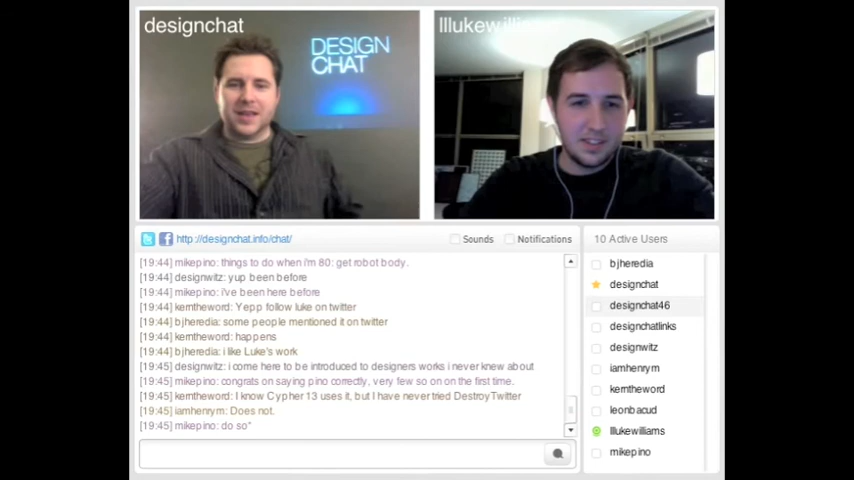 designchat
DESIGN
CHAT
lllukewilliams
http://designchat.info/chat/
Sounds
Notifications
10 Active Users
[19:44] mikepino: things to do when i'm 80: get robot body.
[19:44] designwitz: yup been before
[19:44] mikepino: i've been here before
[19:44] kerntheword: Yepp follow luke on twitter
[19:44] bjheredia: some people mentioned it on twitter
[19:44] kerntheword: happens
[19:44] bjheredia: i like Luke's work
[19:45] designwitz: i come here to be introduced to designers works i never knew about
[19:45] mikepino: congrats on saying pino correctly. very few so on on the first time.
[19:45] kerntheword: I know Cypher 13 uses it, but I have never tried DestroyTwitter
[19:45] iamhenrym: Does not.
[19:45] mikepino: do so*
bjheredia
designchat
designchat46
designchatlinks
designwitz
iamhenrym
kerntheword
leonbacud
lllukewilliams
mikepino